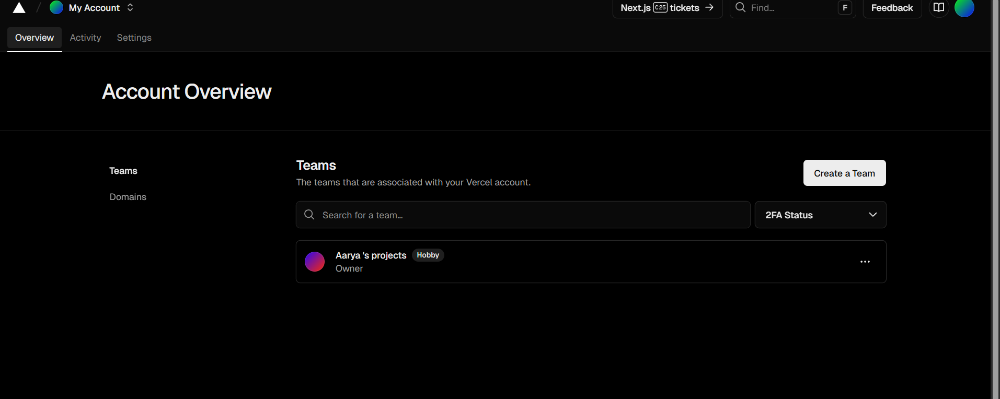 My Account
Next.js C25 tickets →
Find...
F
Feedback
Overview Activity Settings
Account Overview
Teams
Domains
Teams
The teams that are associated with your Vercel account.
Create a Team
Search for a team...
2FA Status
Aarya 's projects Hobby
Owner